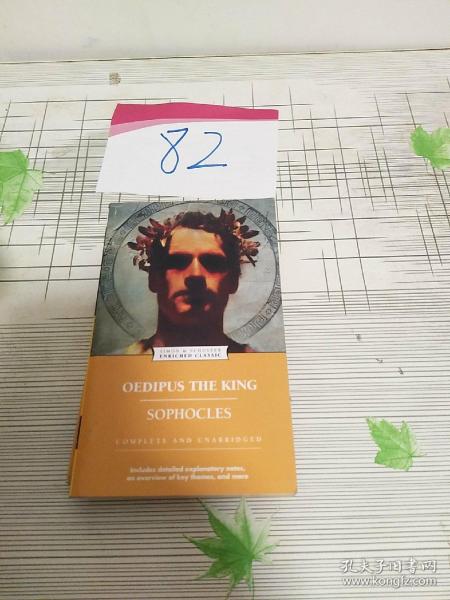 82
SIMON & SCHUSTER
ENRICHED CLASSIC
OEDIPUS THE KING
SOPHOCLES
COMPLETE AND UNABRIDGED
Includes detailed explanatory notes,
an overview of key themes, and more
孔夫子旧书网
www.kongfz.com